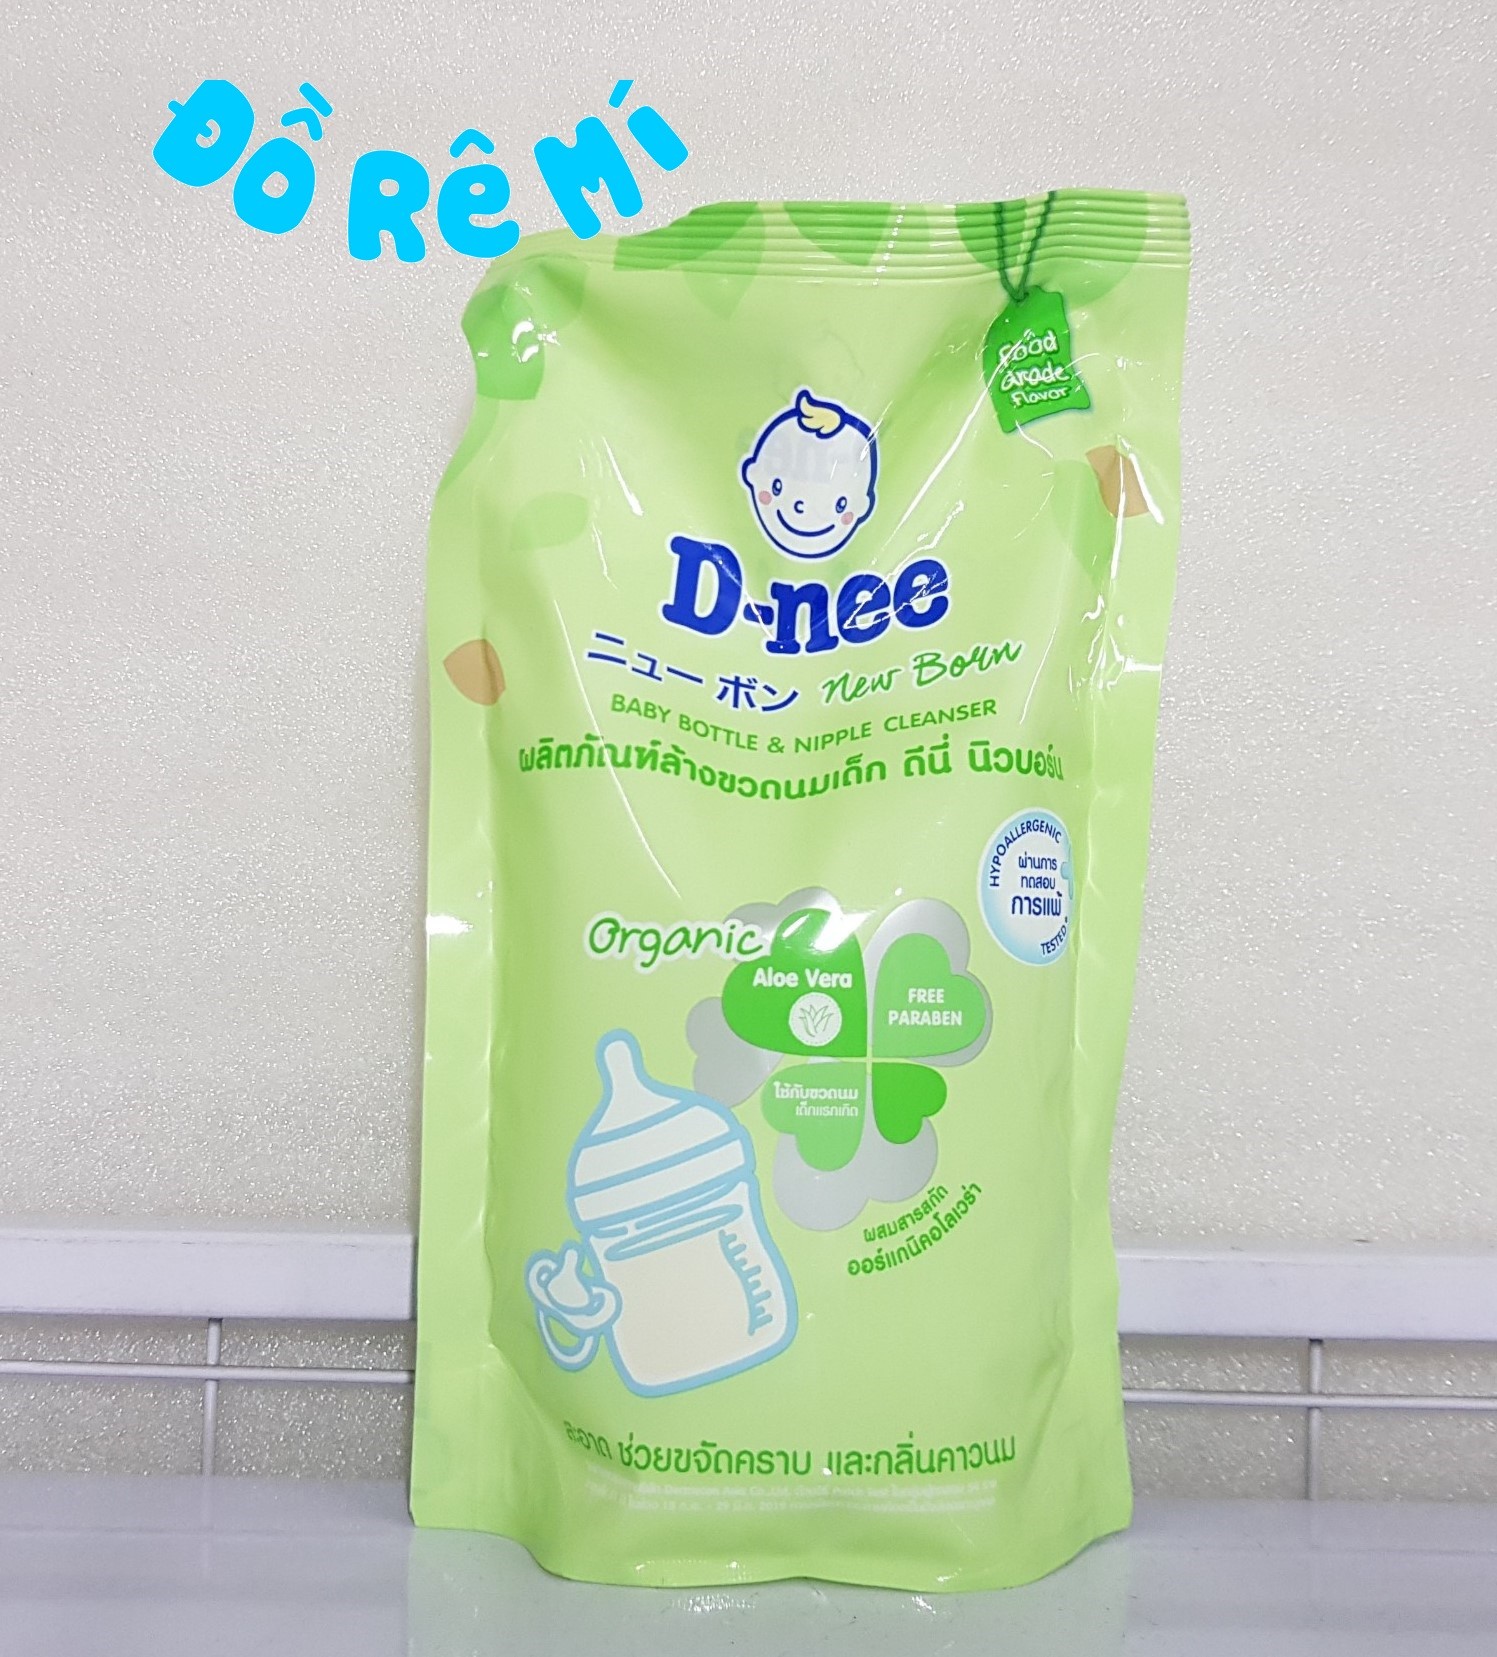 Đồ Rê Mí
Food
Grade
Flavor
D-nee
ニューボン New Born
BABY BOTTLE & NIPPLE CLEANSER
ผลิตภัณฑ์ล้างขวดนมเด็ก ดีนี่ นิวบอร์น
HYPOALLERGENIC
ผ่านการ
ทดสอบ
การแพ้
TESTED
Organic
Aloe Vera
FREE
PARABEN
ใช้กับขวดนม
เด็กแรกเกิด
ผสมสารสกัด
ออร์แกนิคอโลเวร่า
สะอาด ช่วยขจัดคราบ และกลิ่นคาวนม